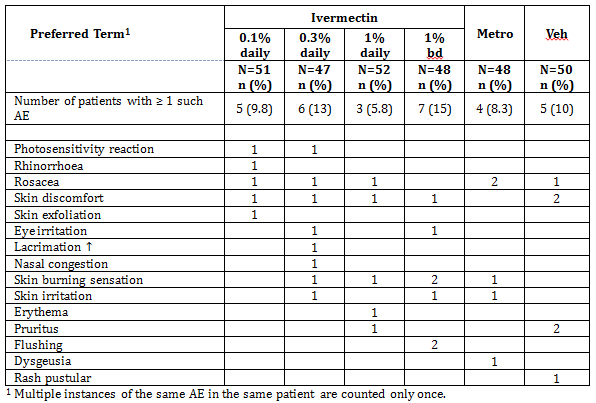 Preferred Term1 Ivermectin Metro Veh
0.1% daily 0.3% daily 1% daily 1% bd
N=51 n (%) N=47 n (%) N=52 n (%) N=48 n (%) N=48 n (%) N=50 n (%)
Number of patients with ≥ 1 such AE 5 (9.8) 6 (13) 3 (5.8) 7 (15) 4 (8.3) 5 (10)
Photosensitivity reaction 1 1
Rhinorrhoea 1
Rosacea 1 1 1 2 1
Skin discomfort 1 1 1 1 2
Skin exfoliation 1
Eye irritation 1 1
Lacrimation ↑ 1
Nasal congestion 1
Skin burning sensation 1 1 2 1
Skin irritation 1 1 1
Erythema 1
Pruritus 1 2
Flushing 2
Dysgeusia 1
Rash pustular 1
1 Multiple instances of the same AE in the same patient are counted only once.